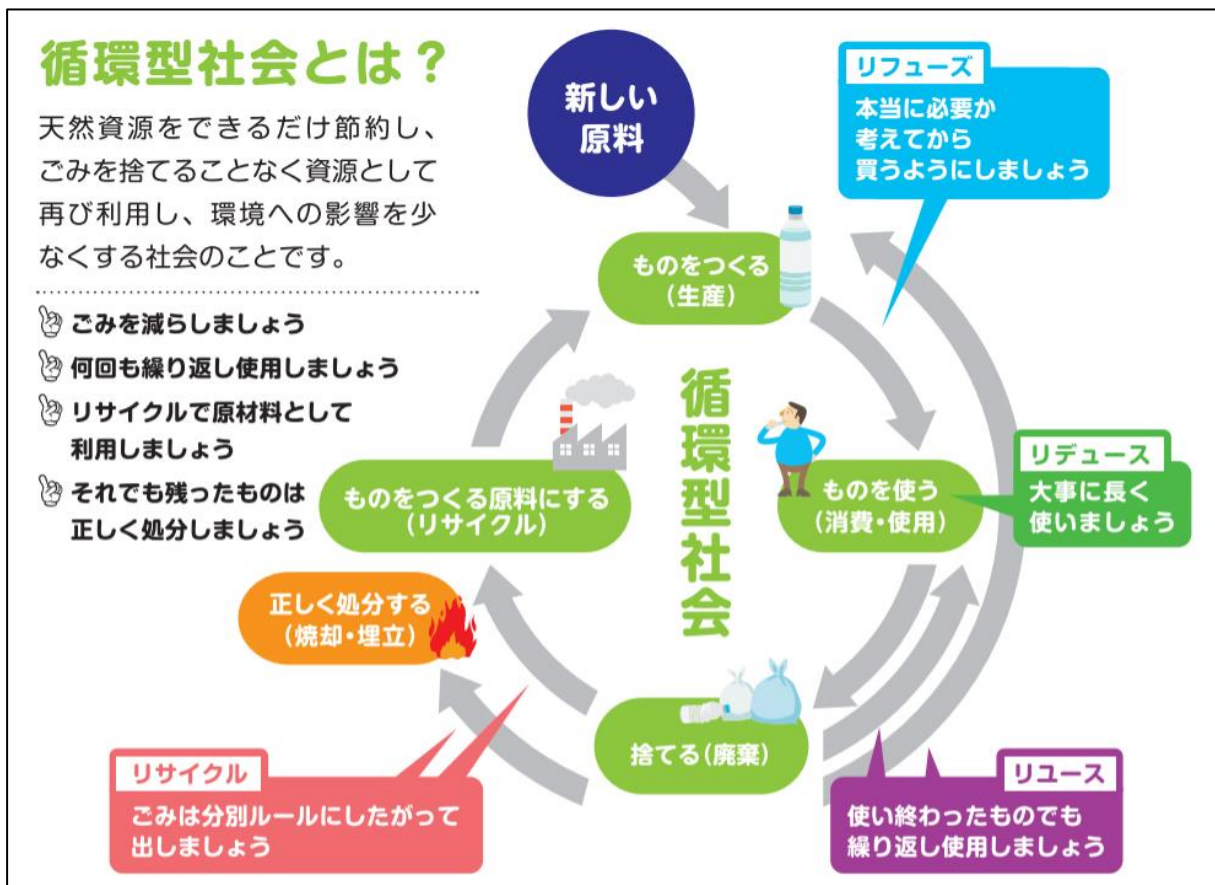 循環型社会とは？
天然資源をできるだけ節約し、
ごみを捨てることなく資源として
再び利用し、環境への影響を少
なくする社会のことです。
ごみを減らしましょう
何回も繰り返し使用しましょう
リサイクルで原材料として
利用しましょう
それでも残ったものは
正しく処分しましょう
新しい
原料
リフューズ
本当に必要か
考えてから
買うようにしましょう
ものをつくる
（生産）
循環型社会
ものを使う
（消費・使用）
リデュース
大事に長く
使いましょう
ものをつくる原料にする
（リサイクル）
正しく処分する
（焼却・埋立）
捨てる（廃棄）
リサイクル
ごみは分別ルールにしたがって
出しましょう
リユース
使い終わったものでも
繰り返し使用しましょう